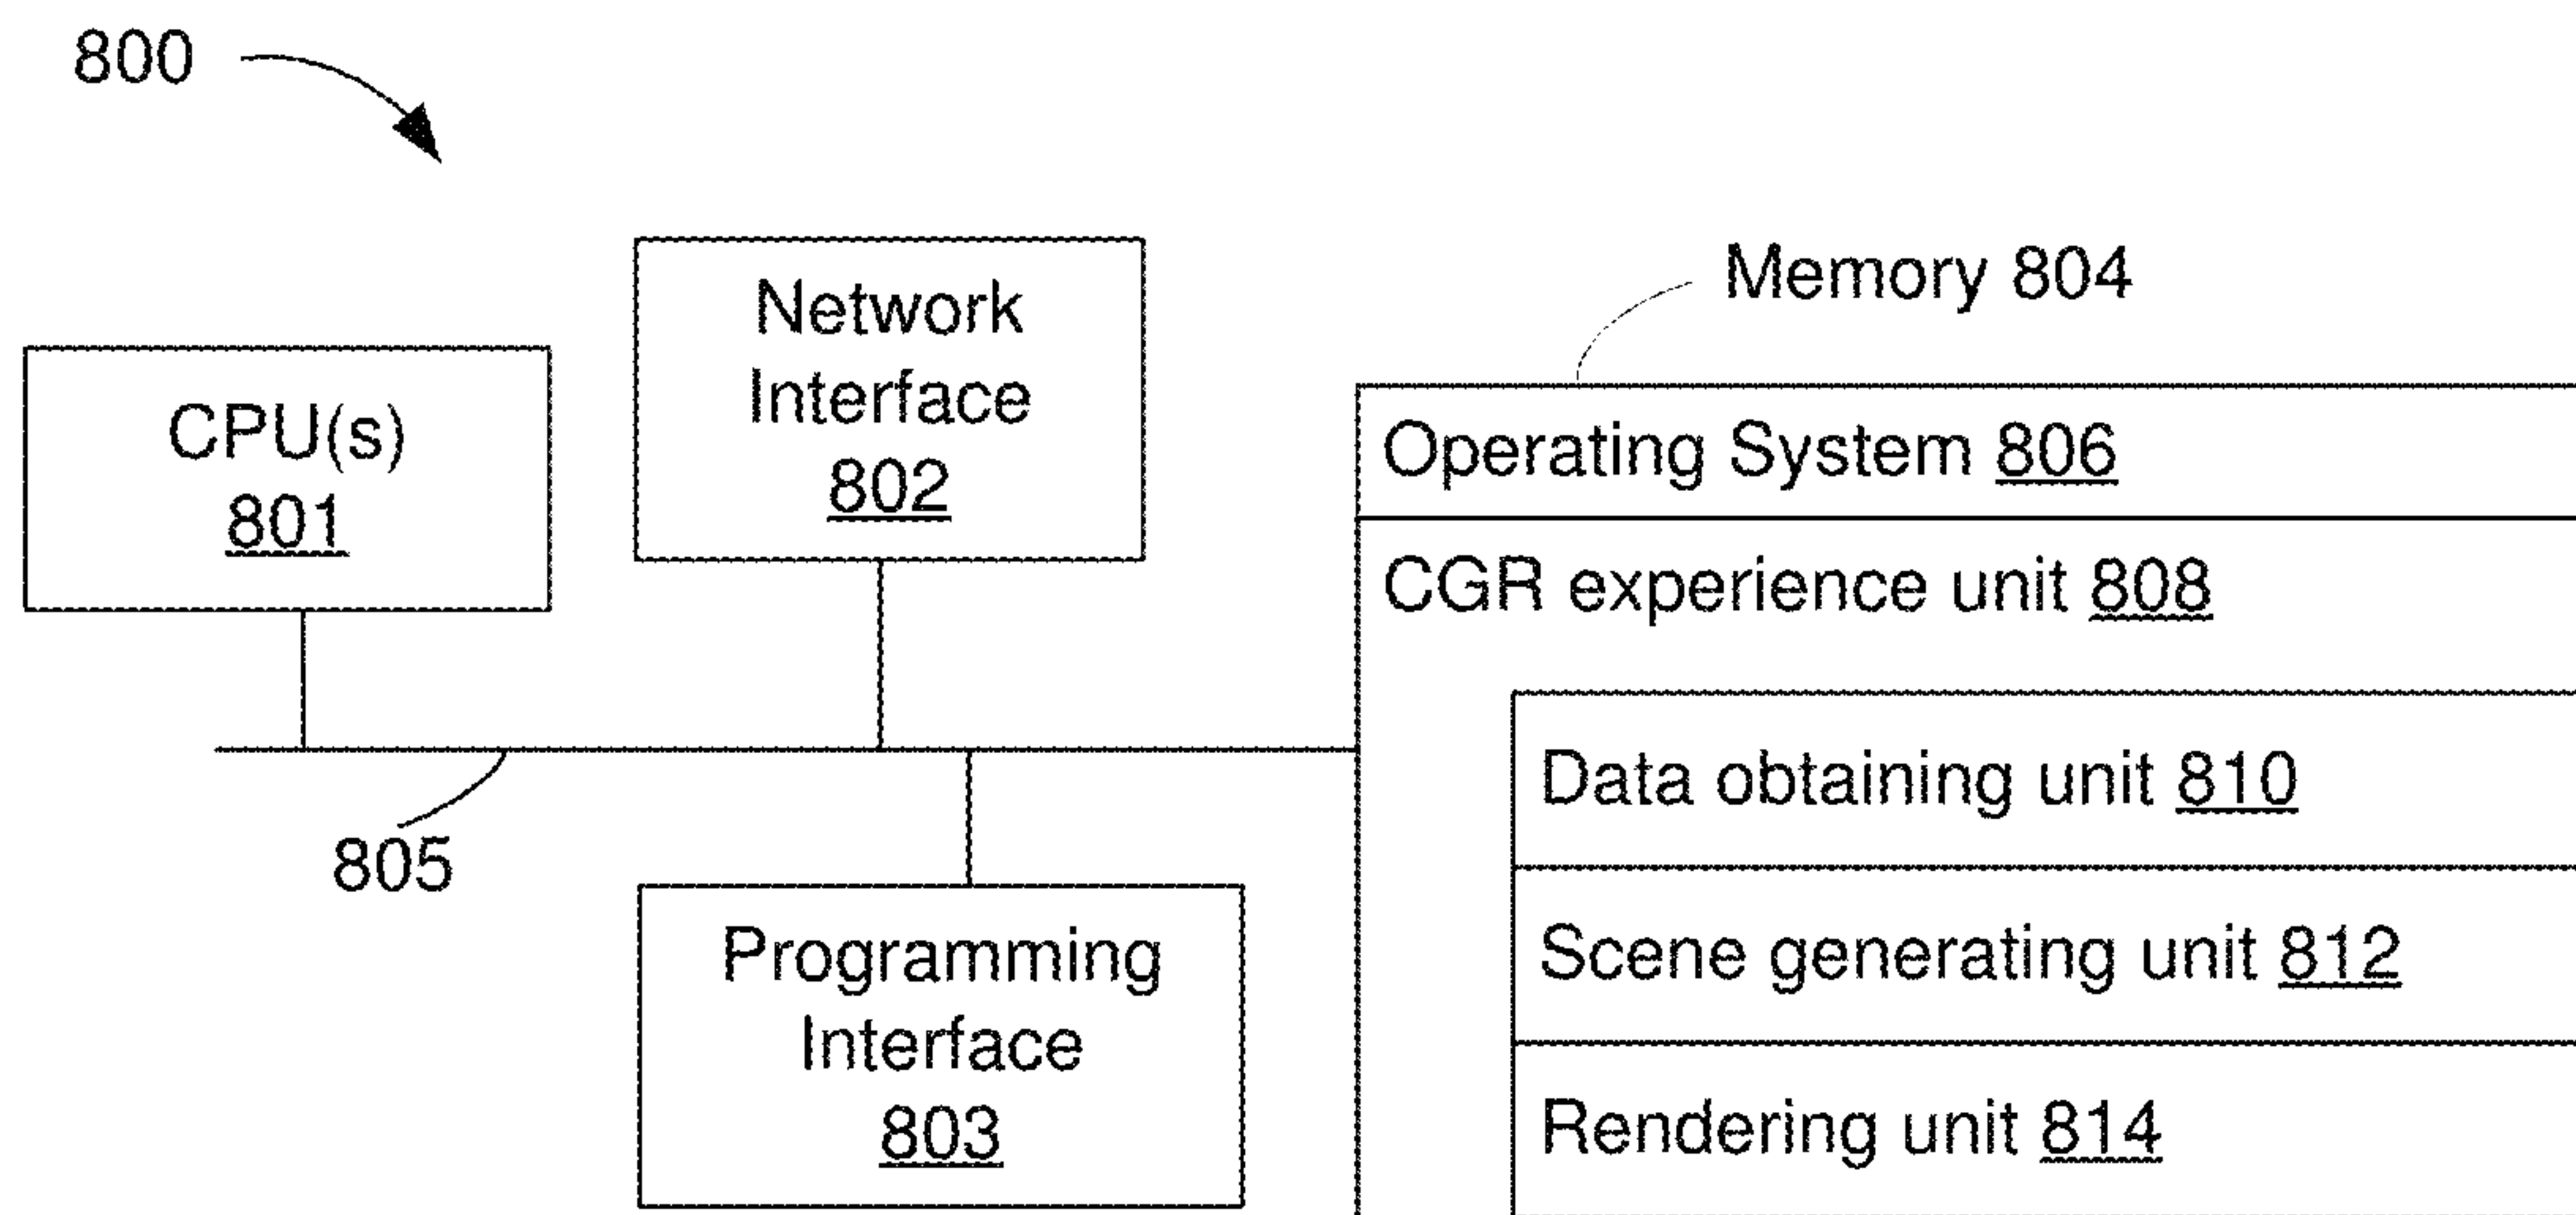 800
CPU(s)
801
Network
Interface
802
805
Programming
Interface
803
Memory 804
Operating System 806
CGR experience unit 808
Data obtaining unit 810
Scene generating unit 812
Rendering unit 814